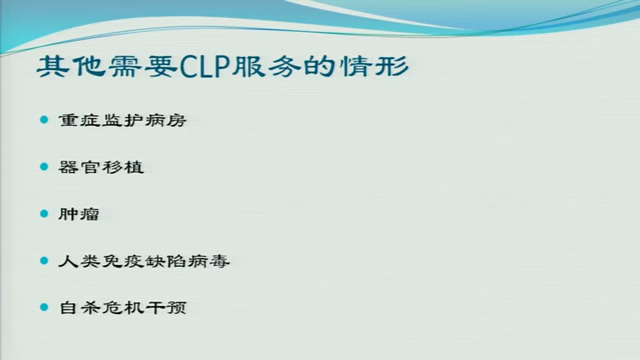 其他需要CLP服务的情形
重症监护病房
器官移植
肿瘤
人类免疫缺陷病毒
自杀危机干预